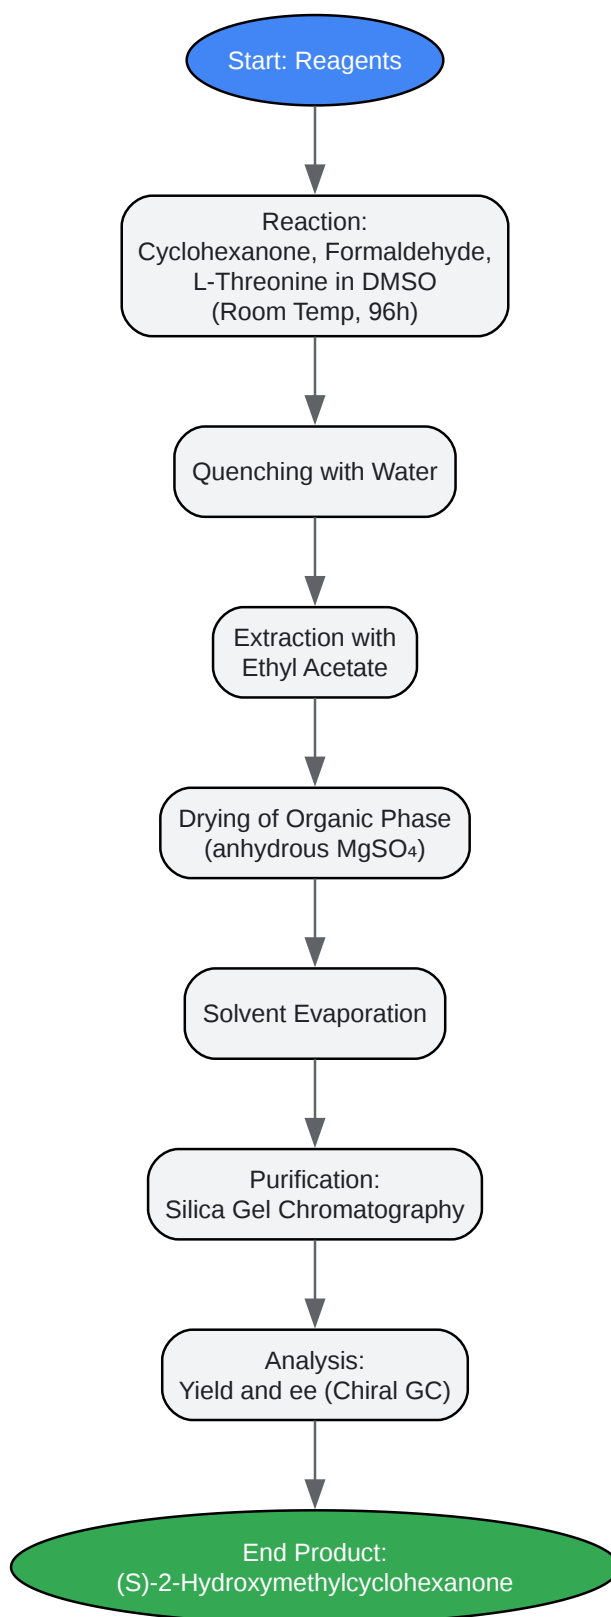 Start: Reagents
Reaction:
Cyclohexanone, Formaldehyde,
L-Threonine in DMSO
(Room Temp, 96h)
Quenching with Water
Extraction with
Ethyl Acetate
Drying of Organic Phase
(anhydrous MgSO₄)
Solvent Evaporation
Purification:
Silica Gel Chromatography
Analysis:
Yield and ee (Chiral GC)
End Product:
(S)-2-Hydroxymethylcyclohexanone